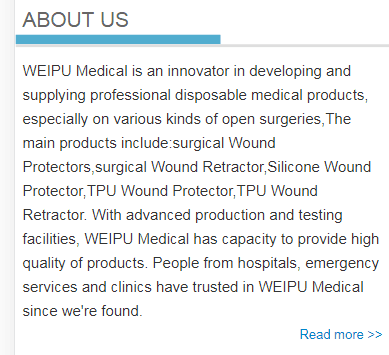 ABOUT US
WEIPU Medical is an innovator in developing and
supplying professional disposable medical products,
especially on various kinds of open surgeries,The
main products include:surgical Wound
Protectors,surgical Wound Retractor,Silicone Wound
Protector,TPU Wound Protector,TPU Wound
Retractor. With advanced production and testing
facilities, WEIPU Medical has capacity to provide high
quality of products. People from hospitals, emergency
services and clinics have trusted in WEIPU Medical
since we're found.
Read more >>